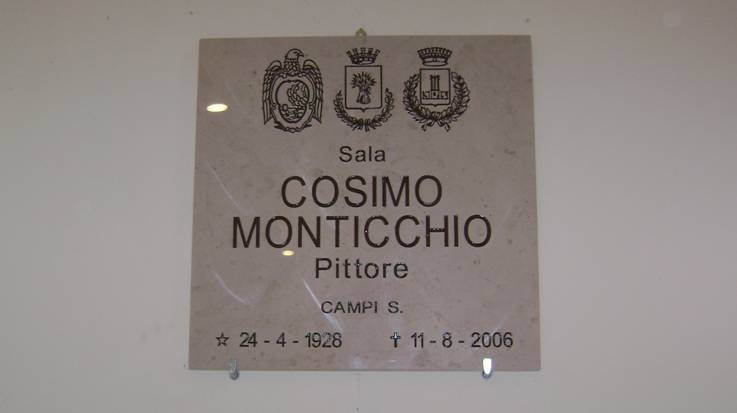 Sala
COSIMO
MONTICCHIO
Pittore
CAMPI S.
☆ 24 - 4 - 1928 ✝ 11 - 8 - 2006